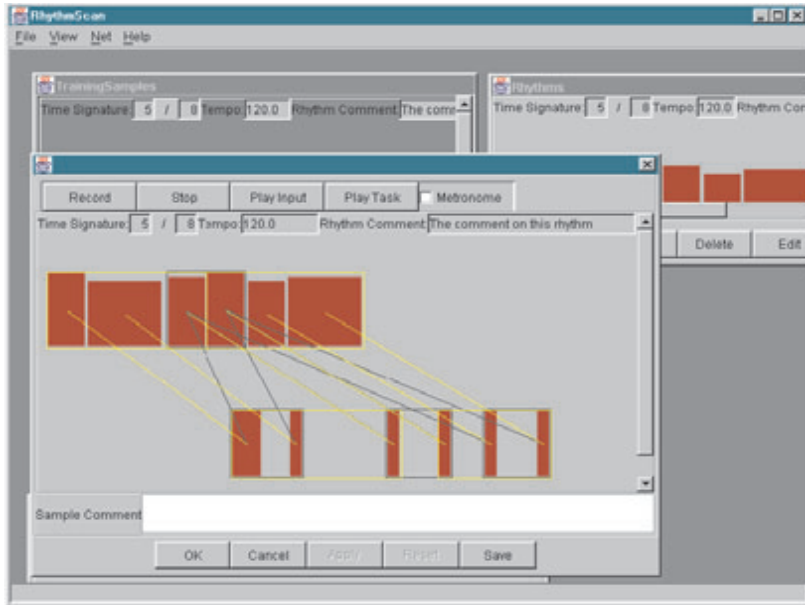 RhythmScan
File View Net Help
TrainingSamples
Time Signature: 5 / 8 Tempo: 120.0 Rhythm Comment: The comm
Rhythms
Time Signature: 5 / 8 Tempo: 120.0 Rhythm Com
Record Stop Play Input Play Task Metronome
Time Signature: 5 / 8 Tempo: 120.0 Rhythm Comment: The comment on this rhythm
Delete Edit
Sample Comment
OK Cancel Apply Reset Save